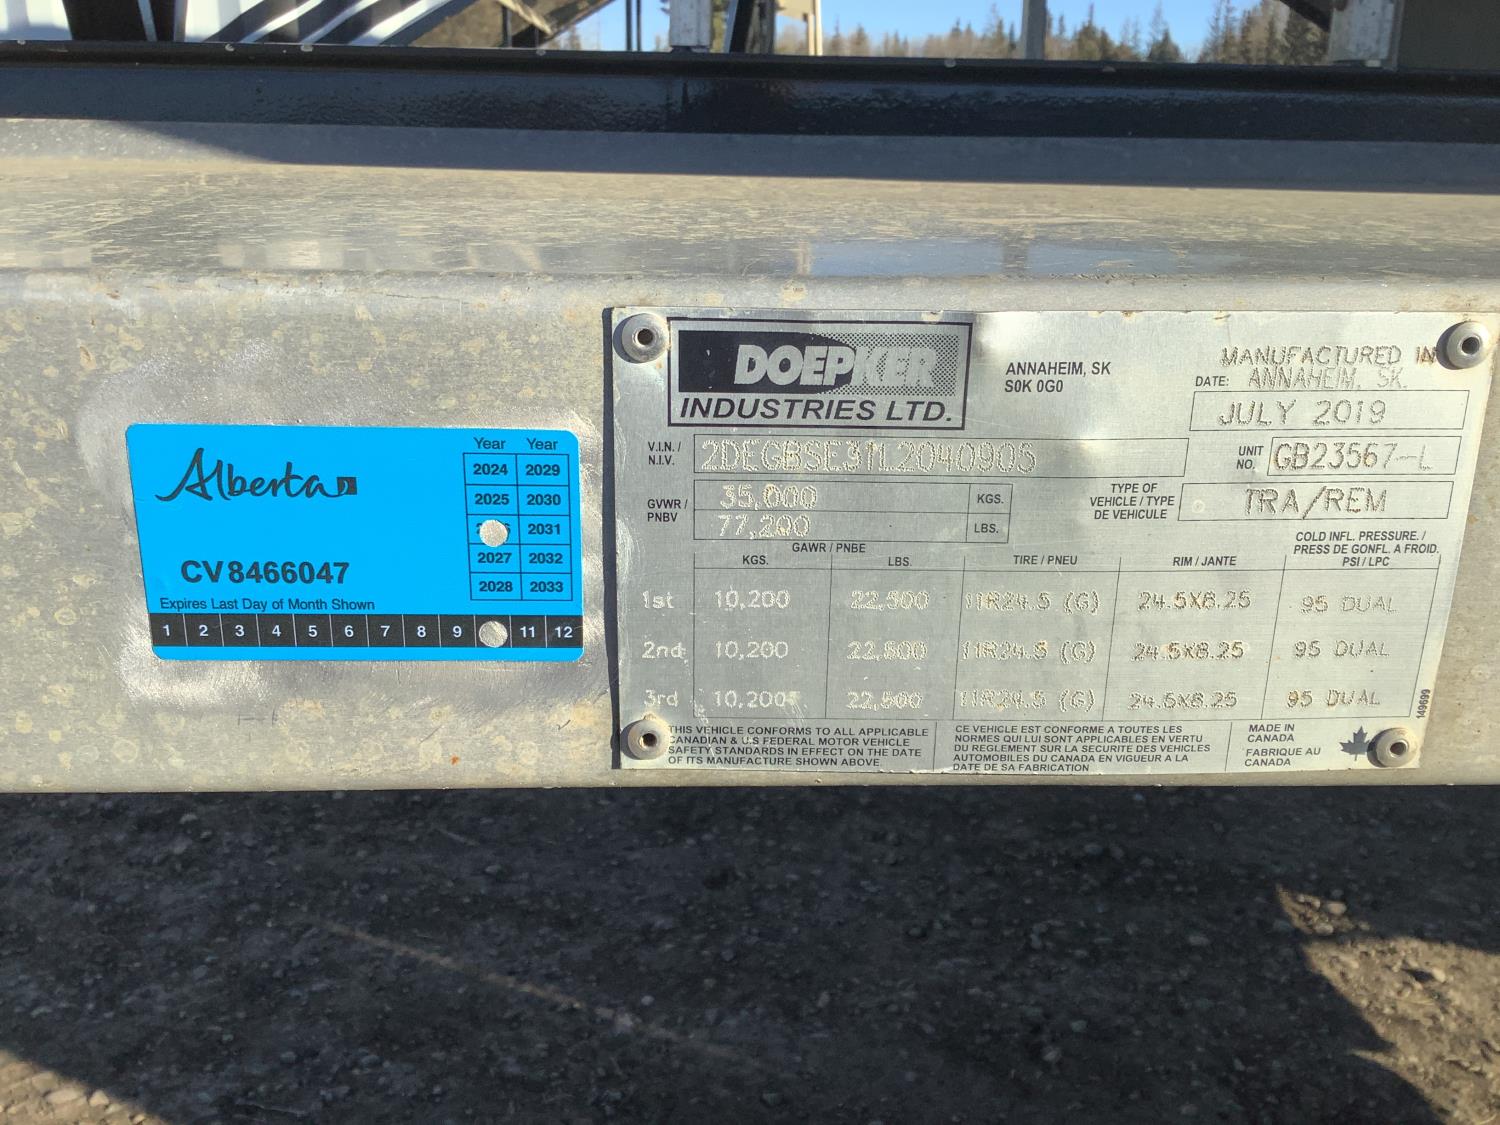 Alberta
Year Year
2024 2029
2025 2030
2031
2027 2032
2028 2033
CV8466047
Expires Last Day of Month Shown
1 2 3 4 5 6 7 8 9 11 12
DOEPKER
INDUSTRIES LTD.
ANNAHEIM, SK
S0K 0G0
MANUFACTURED IN
DATE: ANNAHEIM, SK.
JULY 2019
V.I.N. /
N.I.V.
2DEGBSE31L2040905
UNIT
NO.
GB23567-L
GVWR /
PNBV
35,000 KGS.
77,200 LBS.
TYPE OF
VEHICLE / TYPE
DE VEHICULE
TRA/REM
GAWR / PNBE
KGS. LBS. TIRE / PNEU RIM / JANTE
COLD INFL. PRESSURE. /
PRESS DE GONFL. A FROID.
PSI / LPC
1st 10,200 22,500 11R24.5 (G) 24.5X8.25 95 DUAL
2nd 10,200 22,500 11R24.5 (G) 24.5X8.25 95 DUAL
3rd 10,200 22,500 11R24.5 (G) 24.5X8.25 95 DUAL
149699
THIS VEHICLE CONFORMS TO ALL APPLICABLE
CANADIAN & U.S FEDERAL MOTOR VEHICLE
SAFETY STANDARDS IN EFFECT ON THE DATE
OF ITS MANUFACTURE SHOWN ABOVE.
CE VEHICULE EST CONFORME A TOUTES LES
NORMES QUI LUI SONT APPLICABLES EN VERTU
DU REGLEMENT SUR LA SECURITE DES VEHICLES
AUTOMOBILES DU CANADA EN VIGUEUR A LA
DATE DE SA FABRICATION
MADE IN
CANADA
FABRIQUE AU
CANADA